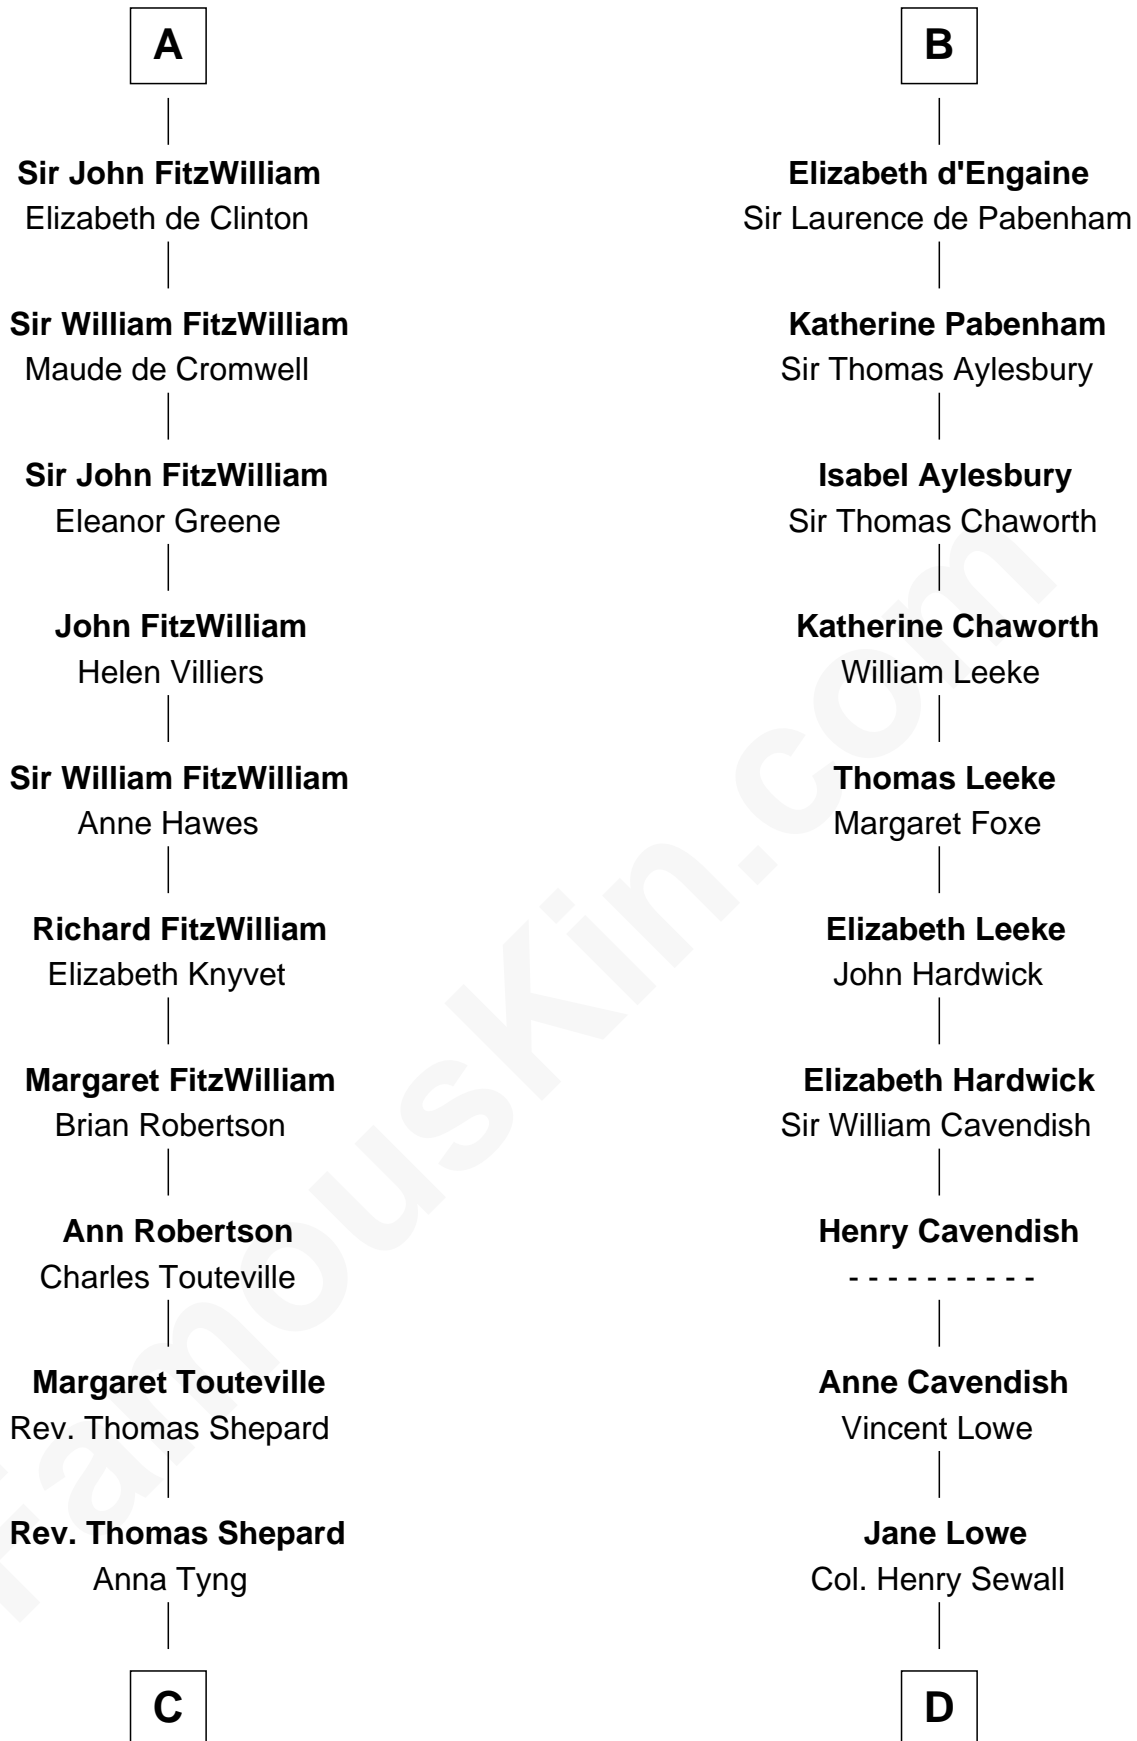 A
Sir John FitzWilliam
Elizabeth de Clinton
Sir William FitzWilliam
Maude de Cromwell
Sir John FitzWilliam
Eleanor Greene
John FitzWilliam
Helen Villiers
Sir William FitzWilliam
Anne Hawes
Richard FitzWilliam
Elizabeth Knyvet
Margaret FitzWilliam
Brian Robertson
Ann Robertson
Charles Touteville
Margaret Touteville
Rev. Thomas Shepard
Rev. Thomas Shepard
Anna Tyng
C
B
Elizabeth d'Engaine
Sir Laurence de Pabenham
Katherine Pabenham
Sir Thomas Aylesbury
Isabel Aylesbury
Sir Thomas Chaworth
Katherine Chaworth
William Leeke
Thomas Leeke
Margaret Foxe
Elizabeth Leeke
John Hardwick
Elizabeth Hardwick
Sir William Cavendish
Henry Cavendish
- - - - - - - - - -
Anne Cavendish
Vincent Lowe
Jane Lowe
Col. Henry Sewall
D
FamousKin.com